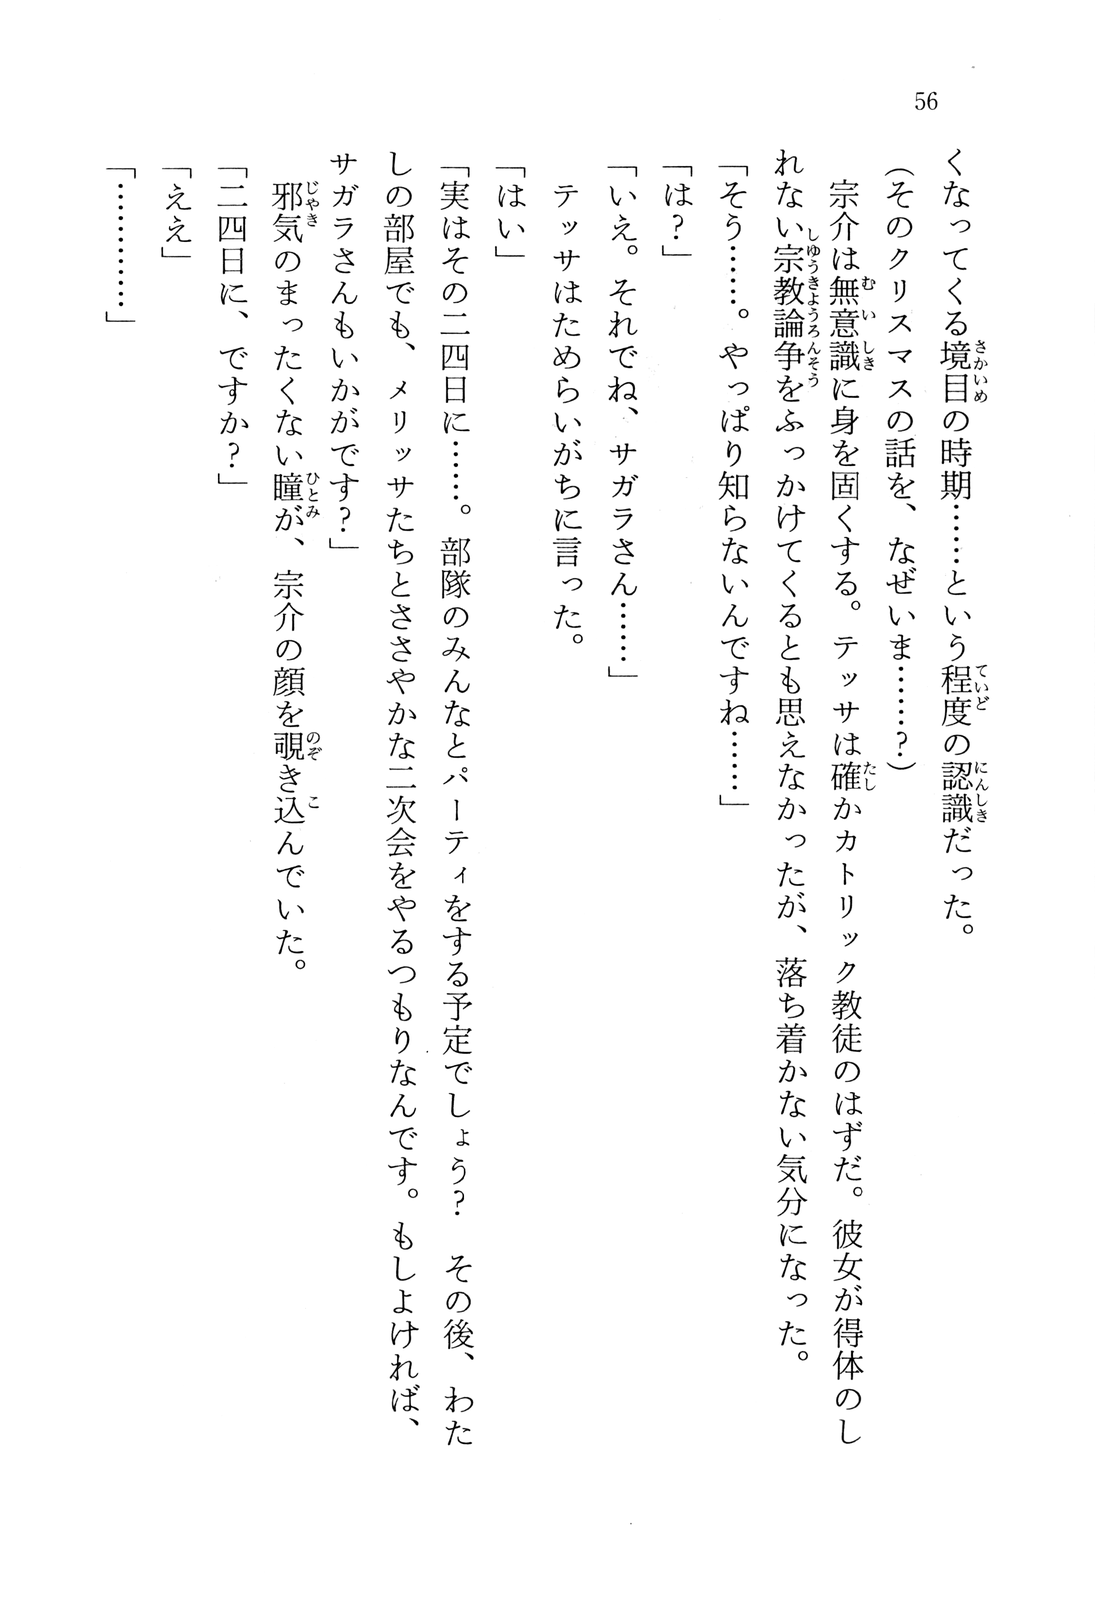 56
くなってくる境目の時期……という程度の認識だった。
(そのクリスマスの話を、なぜいま……?)
　宗介は無意識に身を固くする。テッサは確かカトリック教徒のはずだ。彼女が得体のし
れない宗教論争をふっかけてくるとも思えなかったが、落ち着かない気分になった。
「そう……。やっぱり知らないんですね……」
「は?」
「いえ。それでね、サガラさん……」
　テッサはためらいがちに言った。
「はい」
「実はその二四日に……。部隊のみんなとパーティをする予定でしょう?　その後、わた
しの部屋でも、メリッサたちとささやかな二次会をやるつもりなんです。もしよければ、
サガラさんもいかがです?」
　邪気のまったくない瞳が、宗介の顔を覗き込んでいた。
「二四日に、ですか?」
「ええ」
「…………」